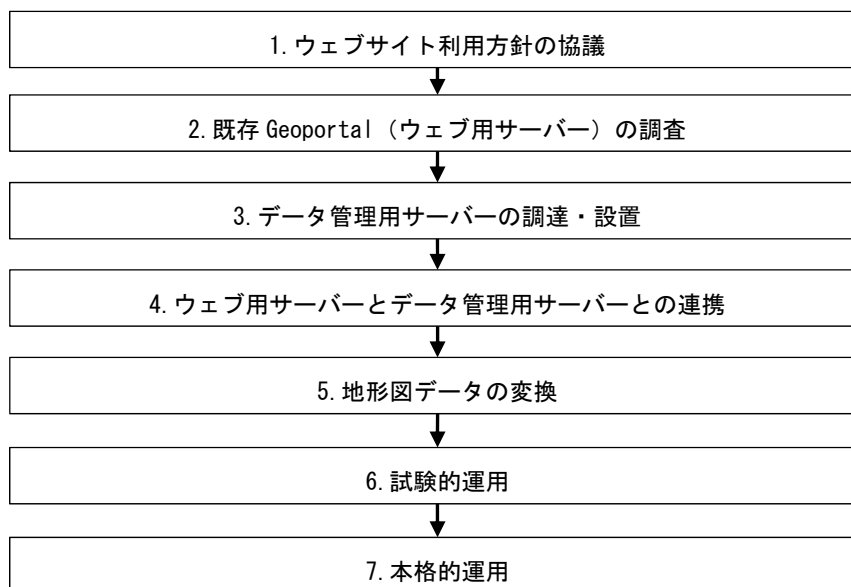 1.ウェブサイト利用方針の協議
2.既存 Geoportal（ウェブ用サーバー）の調査
3.データ管理用サーバーの調達・設置
4.ウェブ用サーバーとデータ管理用サーバーとの連携
5.地形図データの変換
6.試験的運用
7.本格的運用